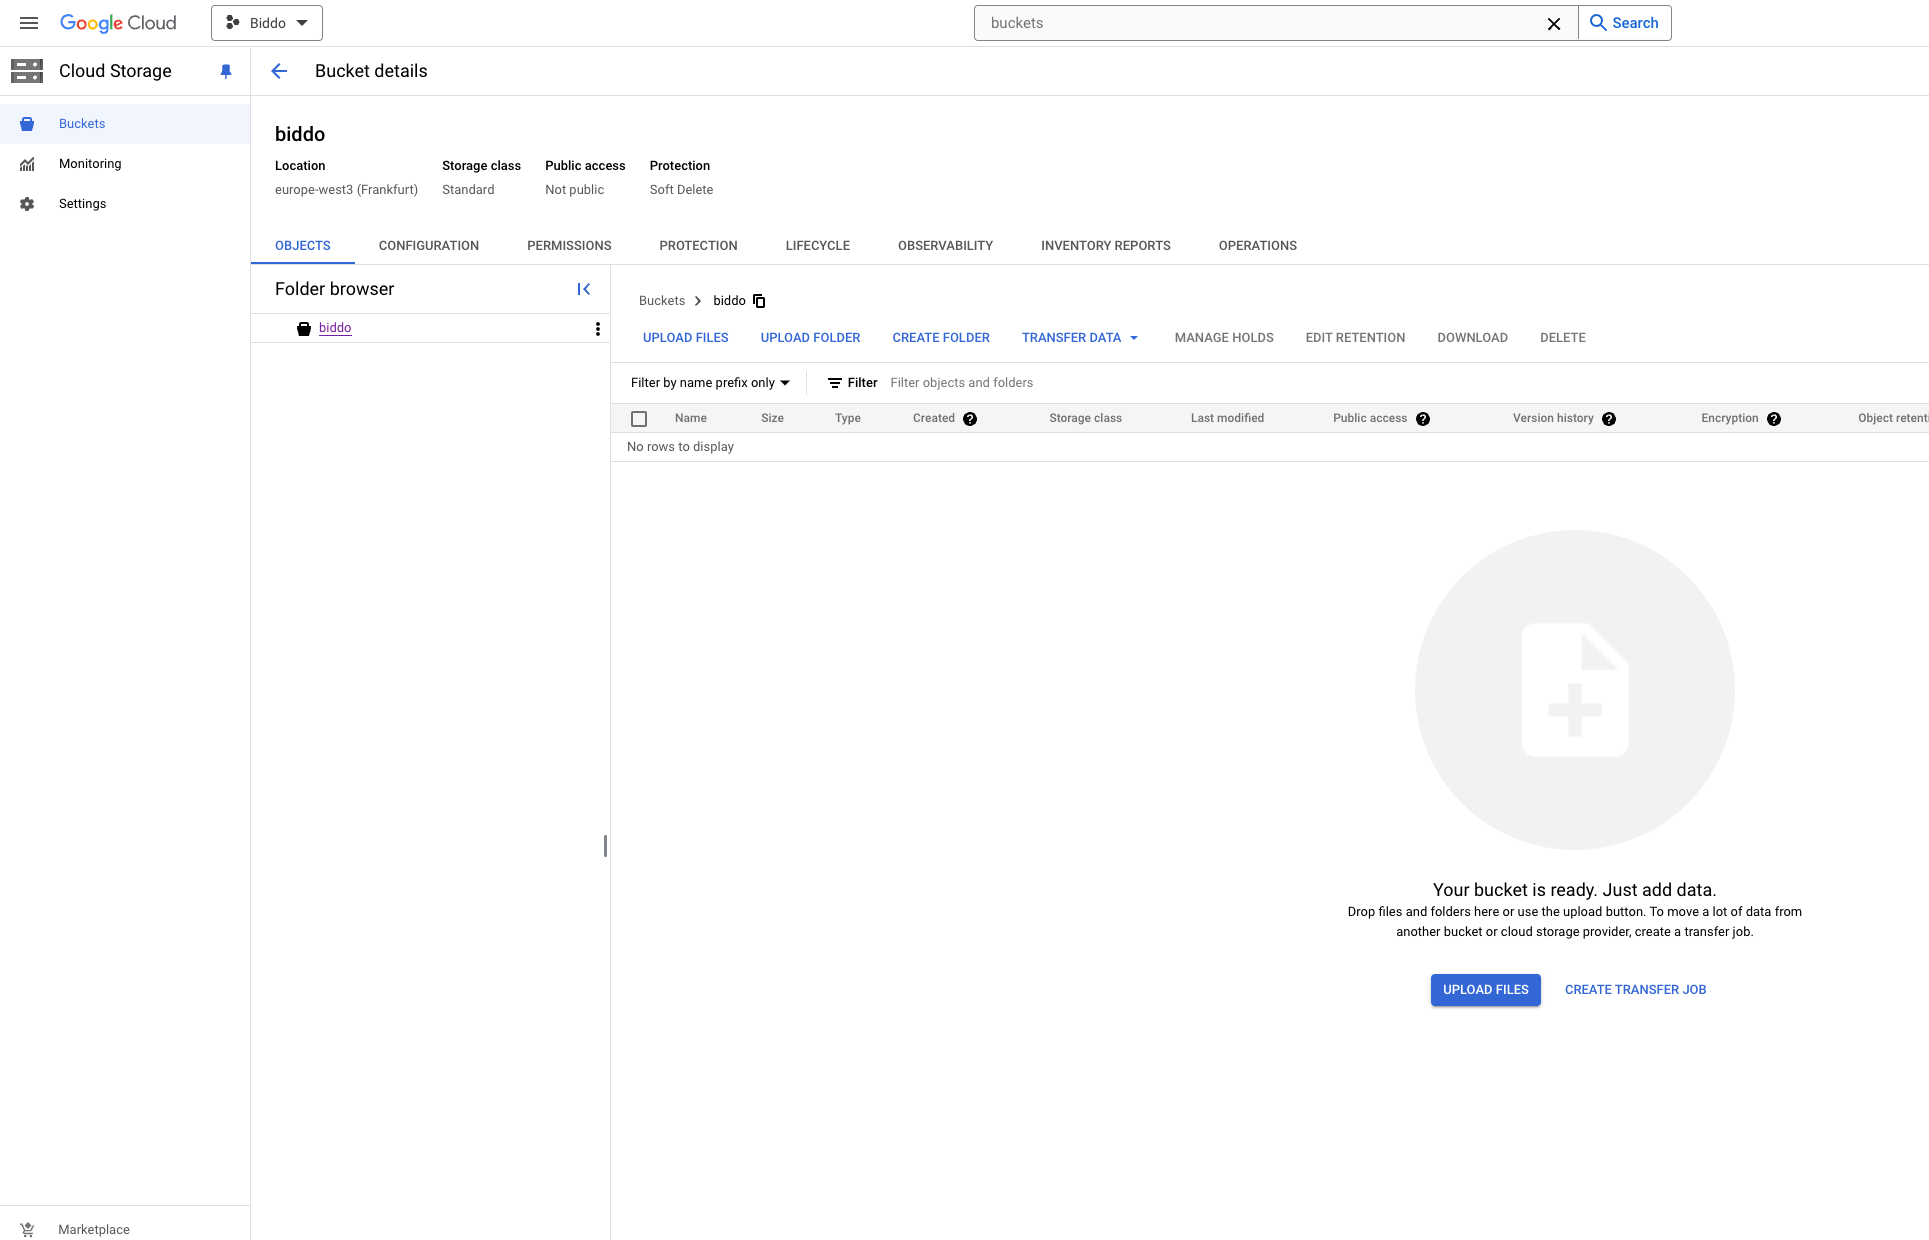 Google Cloud
Biddo
buckets
Search
Cloud Storage
Bucket details
Buckets
Monitoring
Settings
biddo
Location
Storage class
Public access
Protection
europe-west3 (Frankfurt)
Standard
Not public
Soft Delete
OBJECTS
CONFIGURATION
PERMISSIONS
PROTECTION
LIFECYCLE
OBSERVABILITY
INVENTORY REPORTS
OPERATIONS
Folder browser
biddo
Buckets
biddo
UPLOAD FILES
UPLOAD FOLDER
CREATE FOLDER
TRANSFER DATA
MANAGE HOLDS
EDIT RETENTION
DOWNLOAD
DELETE
Filter by name prefix only
Filter
Filter objects and folders
Name
Size
Type
Created
Storage class
Last modified
Public access
Version history
Encryption
Object retenti
No rows to display
Your bucket is ready. Just add data.
Drop files and folders here or use the upload button. To move a lot of data from
another bucket or cloud storage provider, create a transfer job.
UPLOAD FILES
CREATE TRANSFER JOB
Marketplace